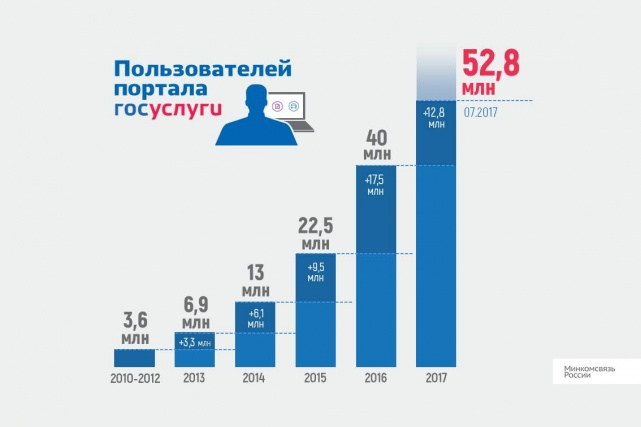 Пользователей
портала
госуслуги
52,8
млн
07.2017
+12,8
млн
40
млн
+17,5
млн
22,5
млн
+9,5
млн
13
млн
+6,1
млн
6,9
млн
+3,3 млн
3,6
млн
2010-2012 2013 2014 2015 2016 2017
Минкомсвязь
России